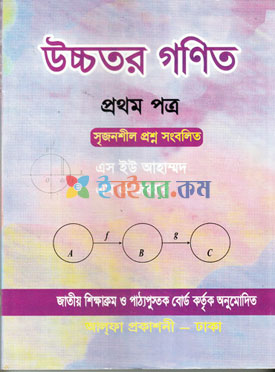 উচ্চতর গণিত
প্রথম পত্র
সৃজনশীল প্রশ্ন সংবলিত
এস ইউ আহাম্মদ
ইবইঘর.কম
f g
A B C
জাতীয় শিক্ষাক্রম ও পাঠ্যপুস্তক বোর্ড কর্তৃক অনুমোদিত
আল্‌ফা প্রকাশনী – ঢাকা